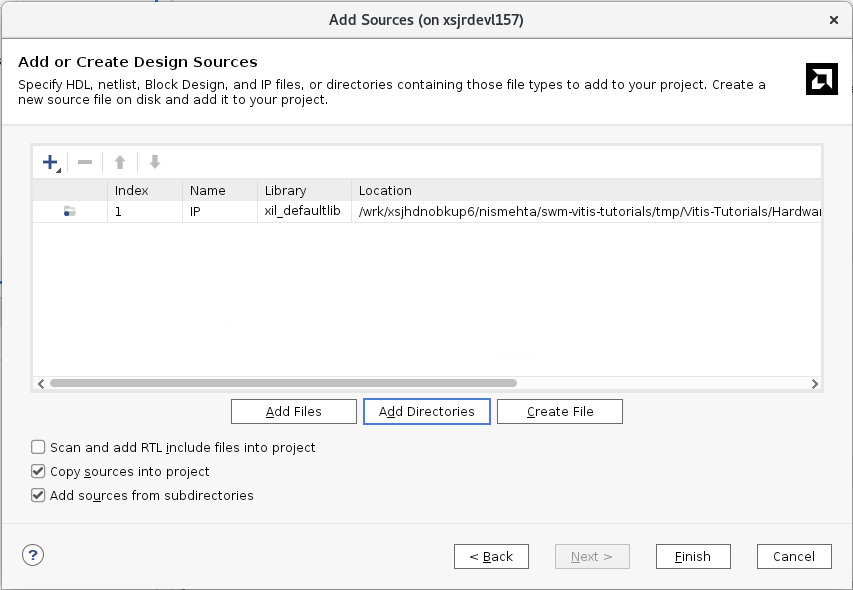 Add Sources (on xsjrdevl157)
Add or Create Design Sources
Specify HDL, netlist, Block Design, and IP files, or directories containing those file types to add to your project. Create a
new source file on disk and add it to your project.
Index Name Library Location
1 IP xil_defaultlib /wrk/xsjhdnobkup6/nismehta/swm-vitis-tutorials/tmp/Vitis-Tutorials/Hardwar
Add Files Add Directories Create File
Scan and add RTL include files into project
Copy sources into project
Add sources from subdirectories
? < Back Next > Finish Cancel